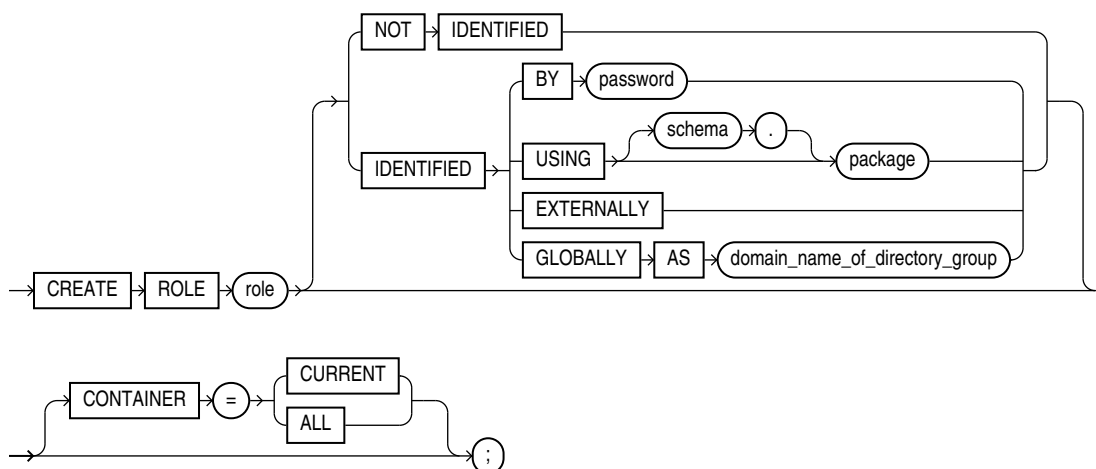 NOT IDENTIFIED
BY password
schema .
IDENTIFIED USING package
EXTERNALLY
GLOBALLY AS domain_name_of_directory_group
CREATE ROLE role
CURRENT
CONTAINER =
ALL
;